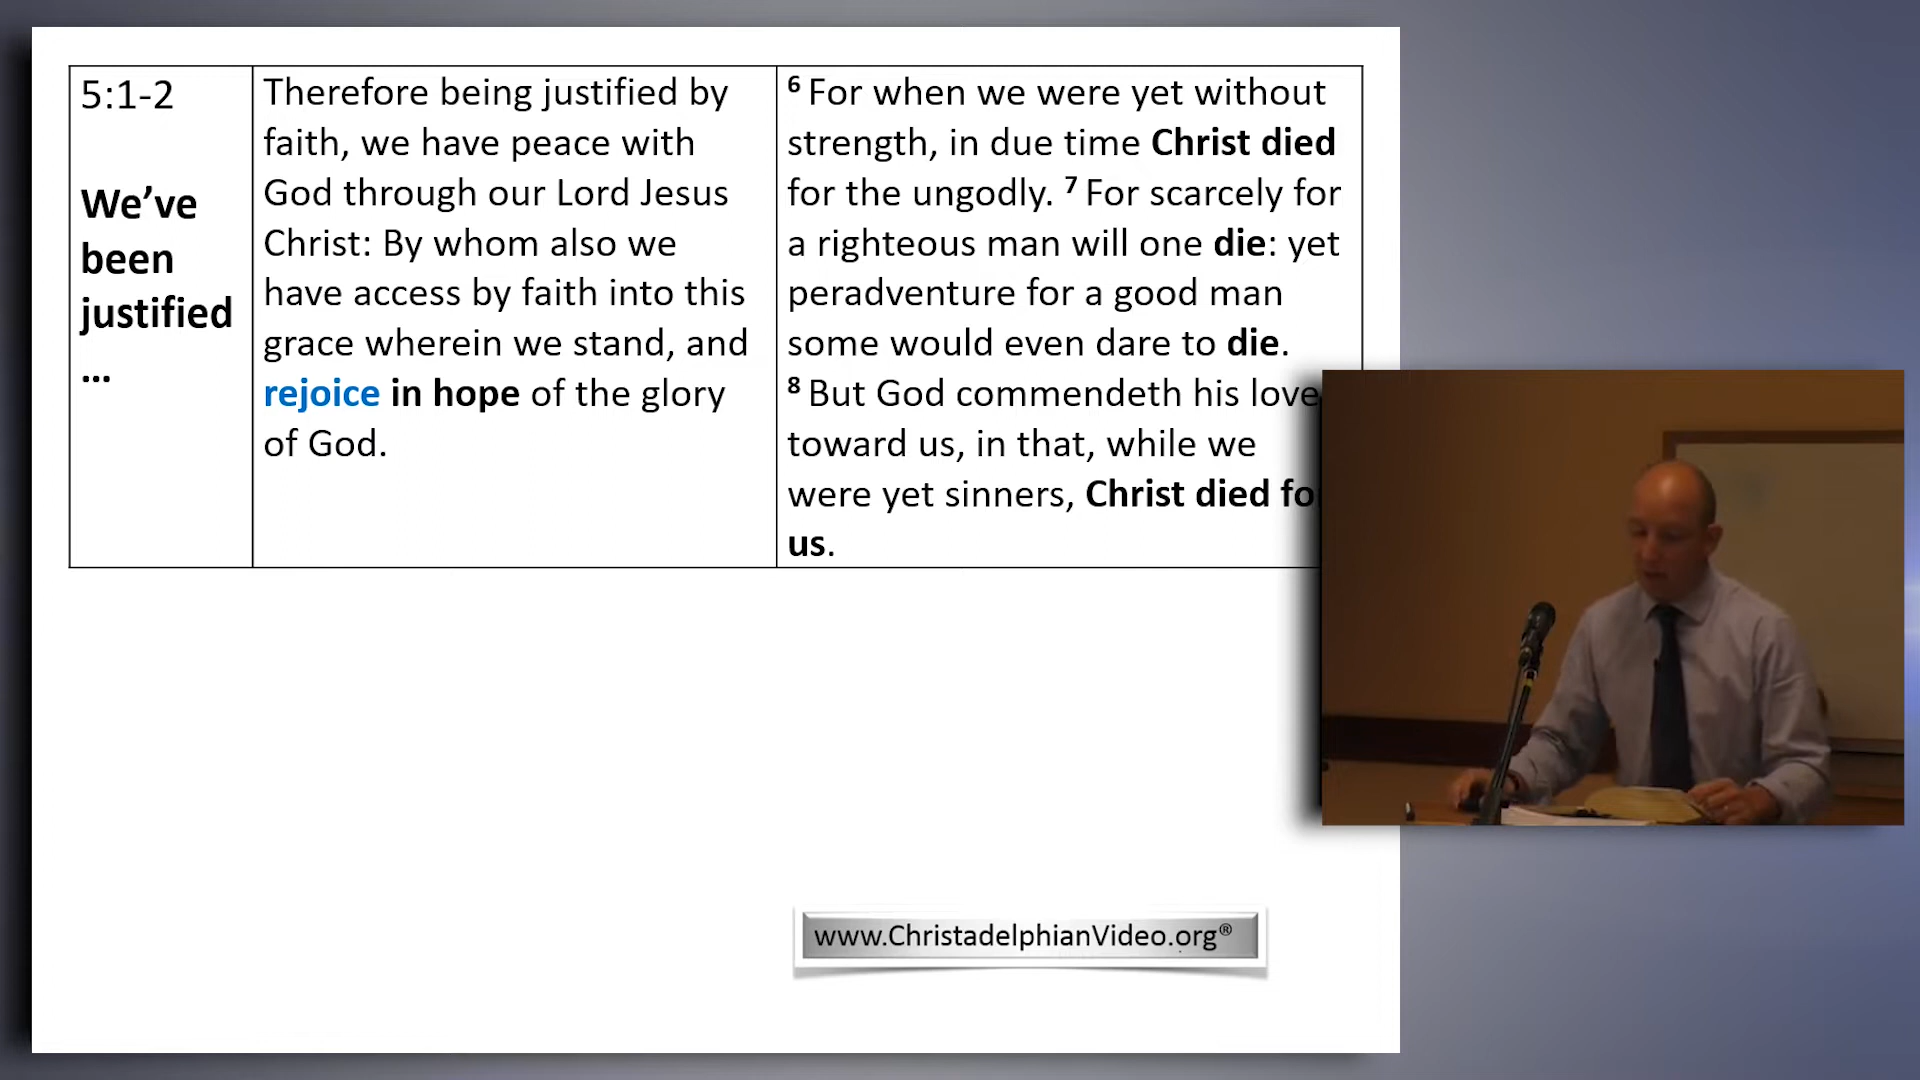 5:1-2
We’ve
been
justified
...
Therefore being justified by
faith, we have peace with
God through our Lord Jesus
Christ: By whom also we
have access by faith into this
grace wherein we stand, and
rejoice in hope of the glory
of God.
6 For when we were yet without
strength, in due time Christ died
for the ungodly. 7 For scarcely for
a righteous man will one die: yet
peradventure for a good man
some would even dare to die.
8 But God commendeth his love
toward us, in that, while we
were yet sinners, Christ died fo
us.
www.ChristadelphianVideo.org®